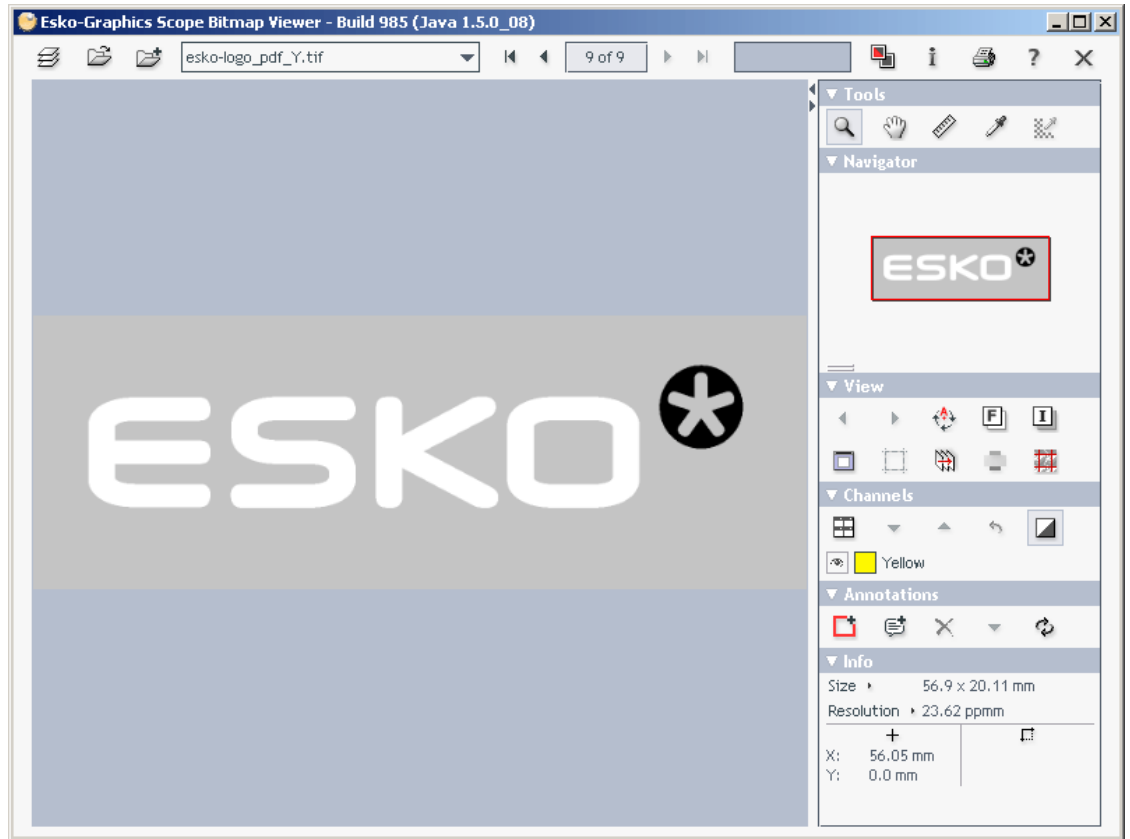 Esko-Graphics Scope Bitmap Viewer - Build 985 (Java 1.5.0_08)
esko-logo_pdf_Y.tif
9 of 9
i
?
Tools
Navigator
ESKO
View
A
F
I
ESKO
Channels
Yellow
Annotations
Info
Size 56.9 x 20.11 mm
Resolution 23.62 ppmm
X: 56.05 mm
Y: 0.0 mm